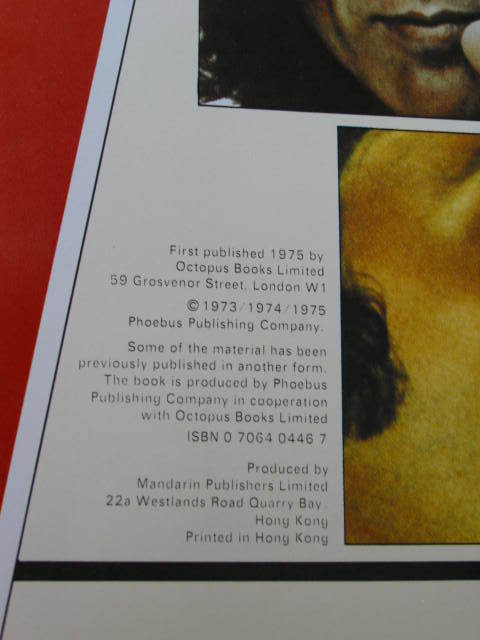 First published 1975 by
Octopus Books Limited
59 Grosvenor Street, London W1
© 1973/1974/1975
Phoebus Publishing Company.
Some of the material has been
previously published in another form.
The book is produced by Phoebus
Publishing Company in cooperation
with Octopus Books Limited
ISBN 0 7064 0446 7
Produced by
Mandarin Publishers Limited
22a Westlands Road Quarry Bay
Hong Kong
Printed in Hong Kong